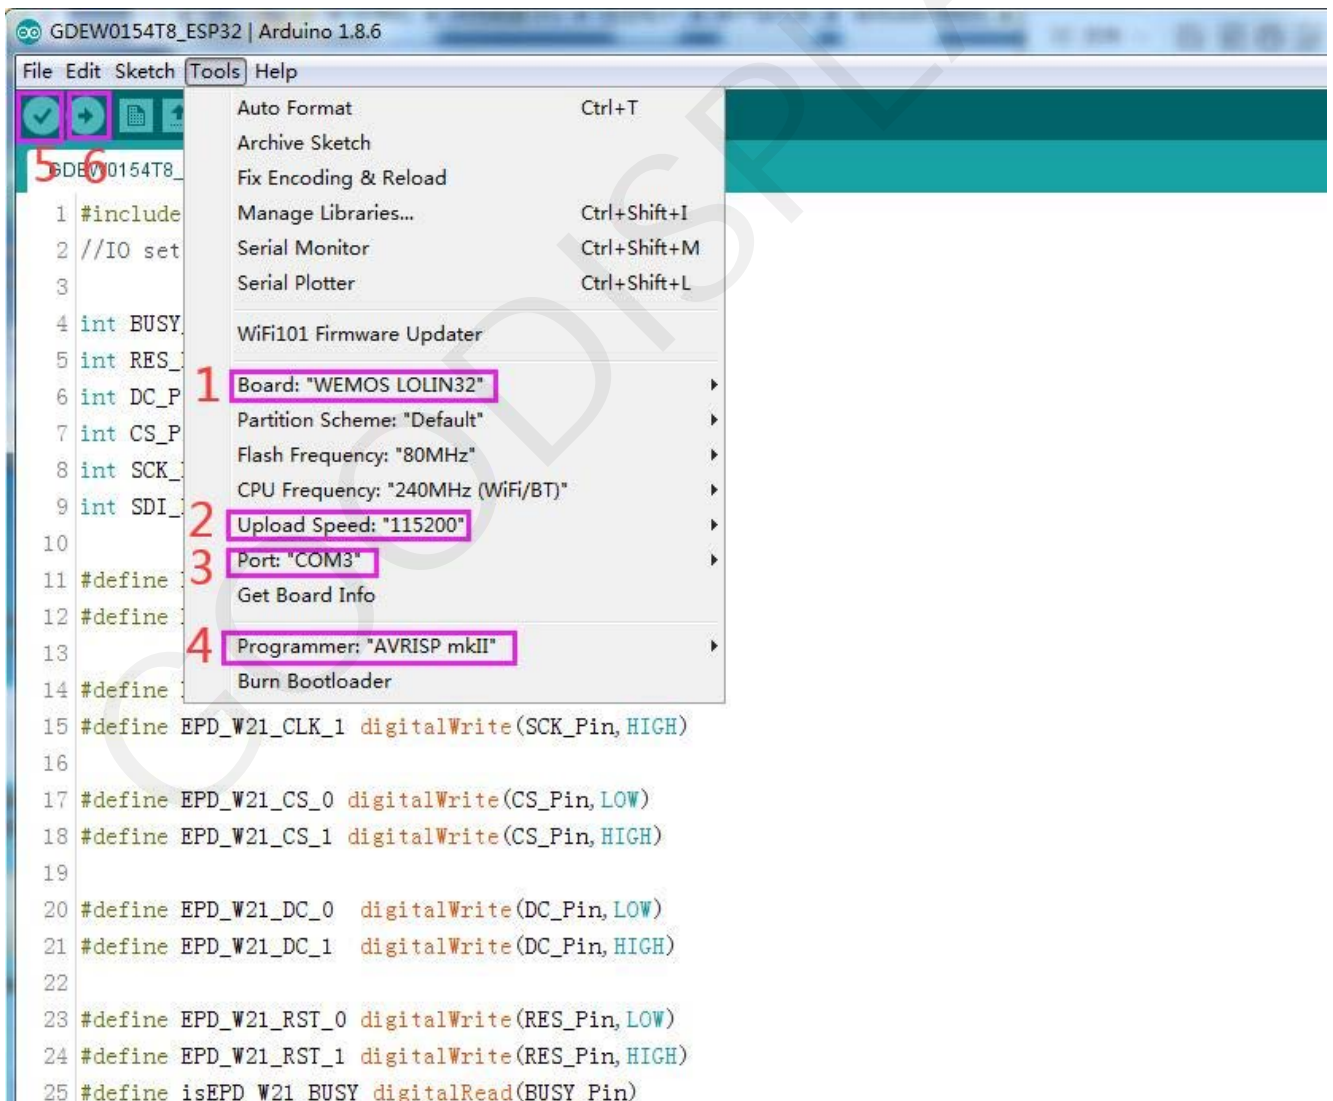 GDEW0154T8_ESP32 | Arduino 1.8.6
File Edit Sketch Tools Help
5 6
GDEW0154T8_
Auto Format Ctrl+T
Archive Sketch
Fix Encoding & Reload
Manage Libraries... Ctrl+Shift+I
Serial Monitor Ctrl+Shift+M
Serial Plotter Ctrl+Shift+L
WiFi101 Firmware Updater
1 Board: "WEMOS LOLIN32"
Partition Scheme: "Default"
Flash Frequency: "80MHz"
CPU Frequency: "240MHz (WiFi/BT)"
2 Upload Speed: "115200"
3 Port: "COM3"
Get Board Info
4 Programmer: "AVRISP mkII"
Burn Bootloader
1 #include
2 //IO set
3
4 int BUSY_
5 int RES_
6 int DC_P
7 int CS_P
8 int SCK_
9 int SDI_
10
11 #define
12 #define
13
14 #define
15 #define EPD_W21_CLK_1 digitalWrite(SCK_Pin,HIGH)
16
17 #define EPD_W21_CS_0 digitalWrite(CS_Pin,LOW)
18 #define EPD_W21_CS_1 digitalWrite(CS_Pin,HIGH)
19
20 #define EPD_W21_DC_0 digitalWrite(DC_Pin,LOW)
21 #define EPD_W21_DC_1 digitalWrite(DC_Pin,HIGH)
22
23 #define EPD_W21_RST_0 digitalWrite(RES_Pin,LOW)
24 #define EPD_W21_RST_1 digitalWrite(RES_Pin,HIGH)
25 #define isEPD_W21_BUSY digitalRead(BUSY_Pin)
GOODISPLA